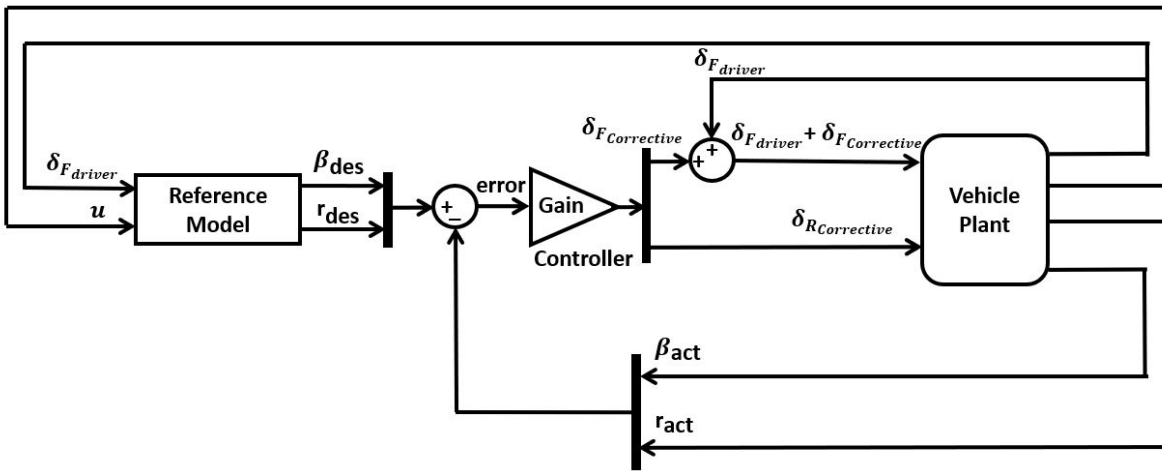 δF_driver
δF_Corrective
δF_driver + δF_Corrective
δF_driver
u
Reference
Model
β_des
r_des
+
−
error
Gain
Controller
+
+
δR_Corrective
Vehicle
Plant
β_act
r_act